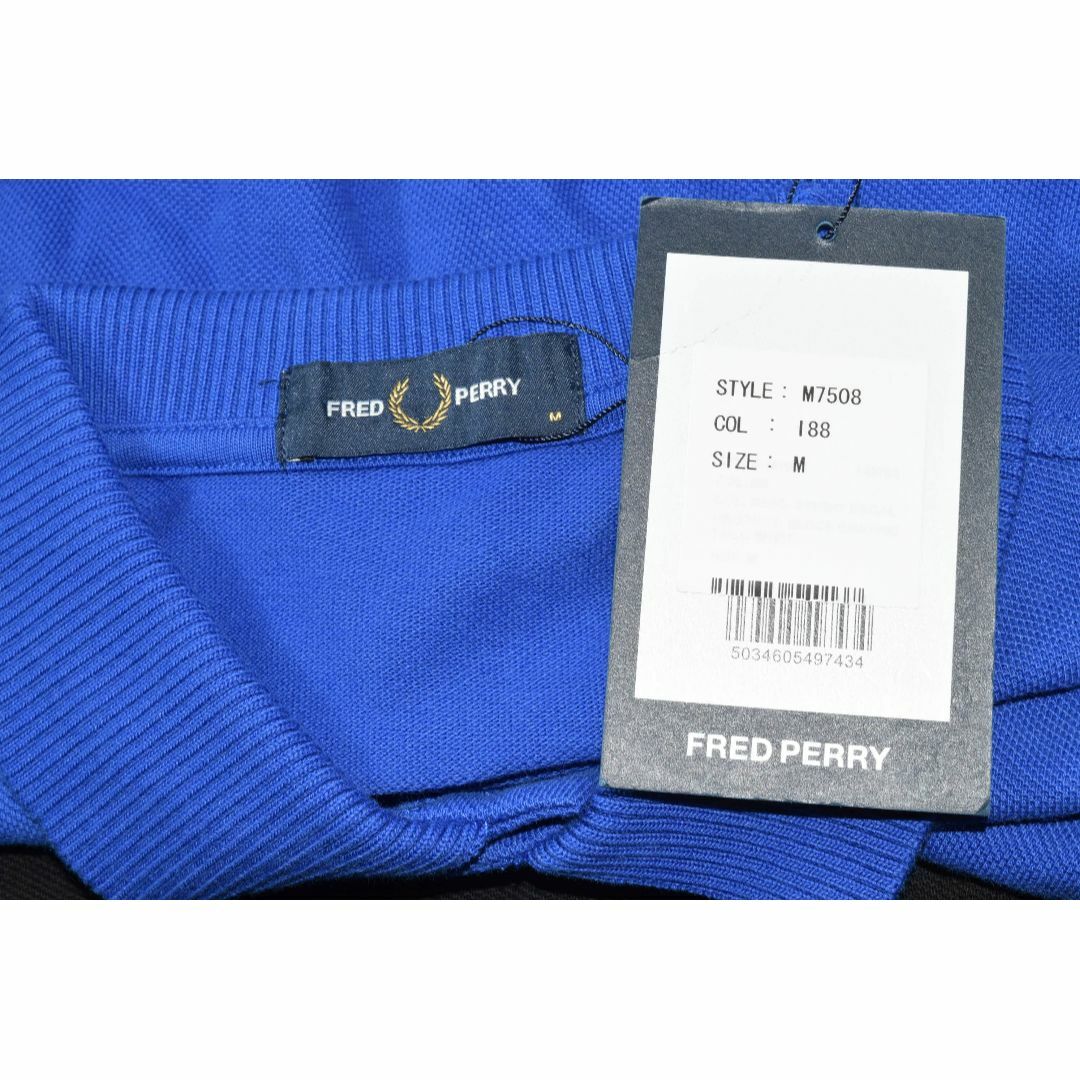 FRED PERRY
M
STYLE : M7508
COL : I88
SIZE : M
5034605497434
FRED PERRY